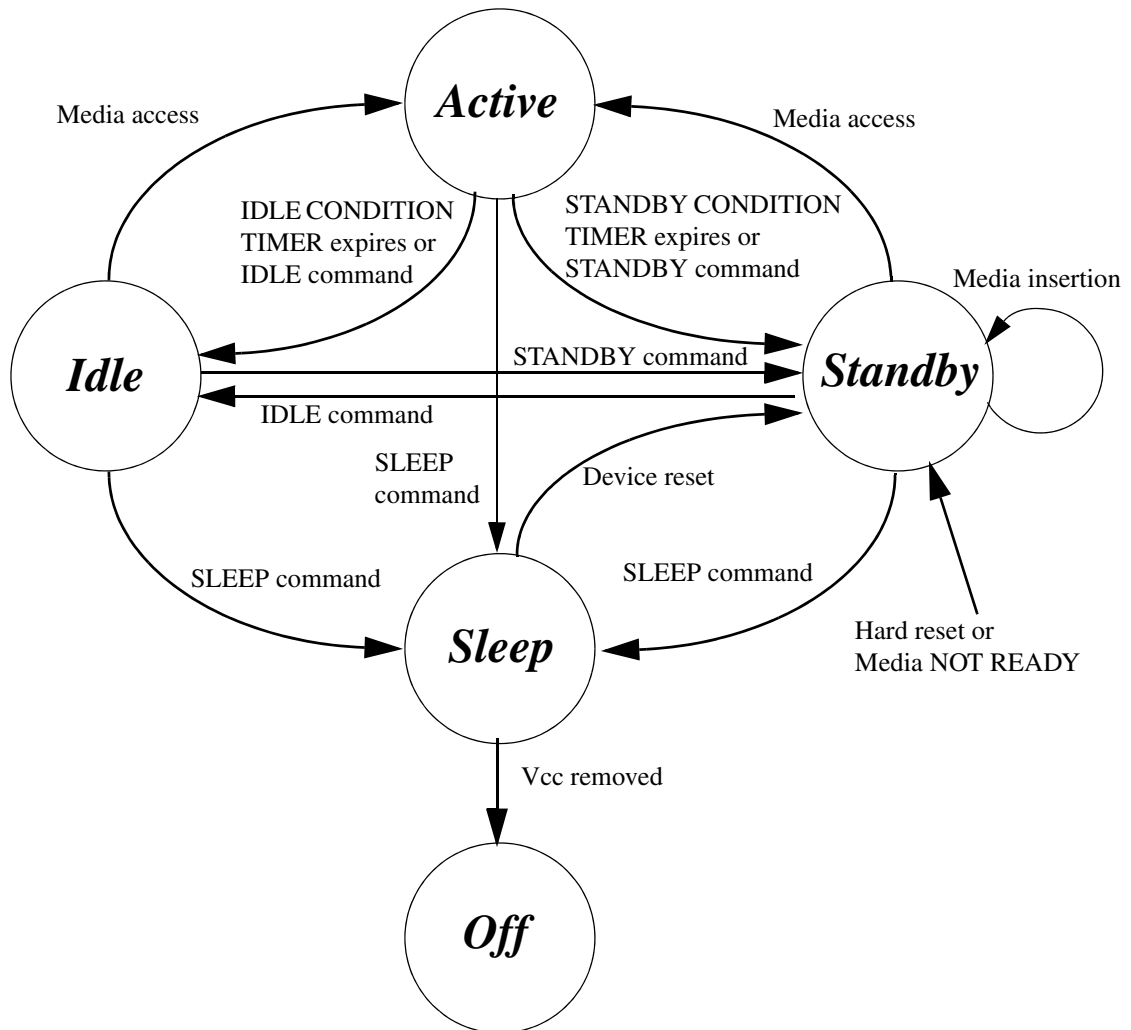 Active
Media access
Media access
IDLE CONDITION
TIMER expires or
IDLE command
STANDBY CONDITION
TIMER expires or
STANDBY command
Media insertion
Idle
STANDBY command
Standby
IDLE command
SLEEP
command
Device reset
SLEEP command
SLEEP command
Hard reset or
Media NOT READY
Sleep
Vcc removed
Off